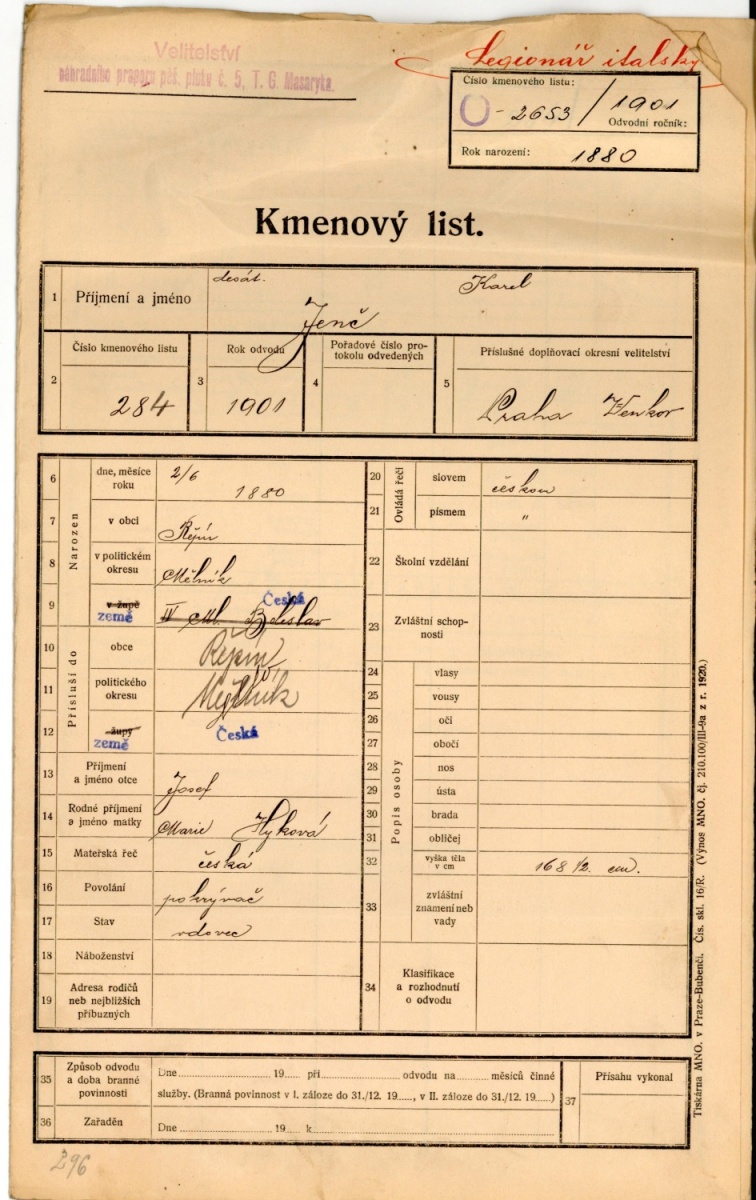 Velitelství
náhradního praporu pěš. pluku č. 5, T. G. Masaryka.
Legionář italský
Číslo kmenového listu:
0 - 2653 / 1901
Odvodní ročník:
Rok narození: 1880
Kmenový list.
1 Příjmení a jméno desát. Jenč Karel
2 Číslo kmenového listu 284
3 Rok odvodu 1901
4 Pořadové číslo pro-
tokolu odvedených
5 Příslušné doplňovací okresní velitelství
Praha Venkov
Narozen
6 dne, měsíce
roku 2/6 1880
7 v obci Řepín
8 v politickém
okresu Mělník
9 v župě
země IV Ml. Boleslav Česká
Přísluší do
10 obce Řepín
11 politického
okresu Mělník
12 župy
země Česká
13 Příjmení
a jméno otce Josef
14 Rodné příjmení
a jméno matky Marie Hyková
15 Mateřská řeč česká
16 Povolání pokrývač
17 Stav vdovec
18 Náboženství
19 Adresa rodičů
neb nejbližších
příbuzných
Ovládá řeči
20 slovem českou
21 písmem "
22 Školní vzdělání
23 Zvláštní schop-
nosti
Popis osoby
24 vlasy
25 vousy
26 oči
27 obočí
28 nos
29 ústa
30 brada
31 obličej
32 vyška těla
v cm 168 1/2. cm.
33 zvláštní
znamení neb
vady
34 Klasifikace
a rozhodnutí
o odvodu
35 Způsob odvodu
a doba branné
povinnosti
Dne 19 při odvodu na měsíců činné
služby. (Branná povinnost v I. záloze do 31./12. 19 , v II. záloze do 31./12. 19 )
36 Zařaděn
Dne 19 k
37 Přísahu vykonal
Tiskárna MNO. v Praze-Bubenči. Čís. skl. 16/R. (Výnos MNO. čj. 210.100/III-9a z r. 1920.)
296